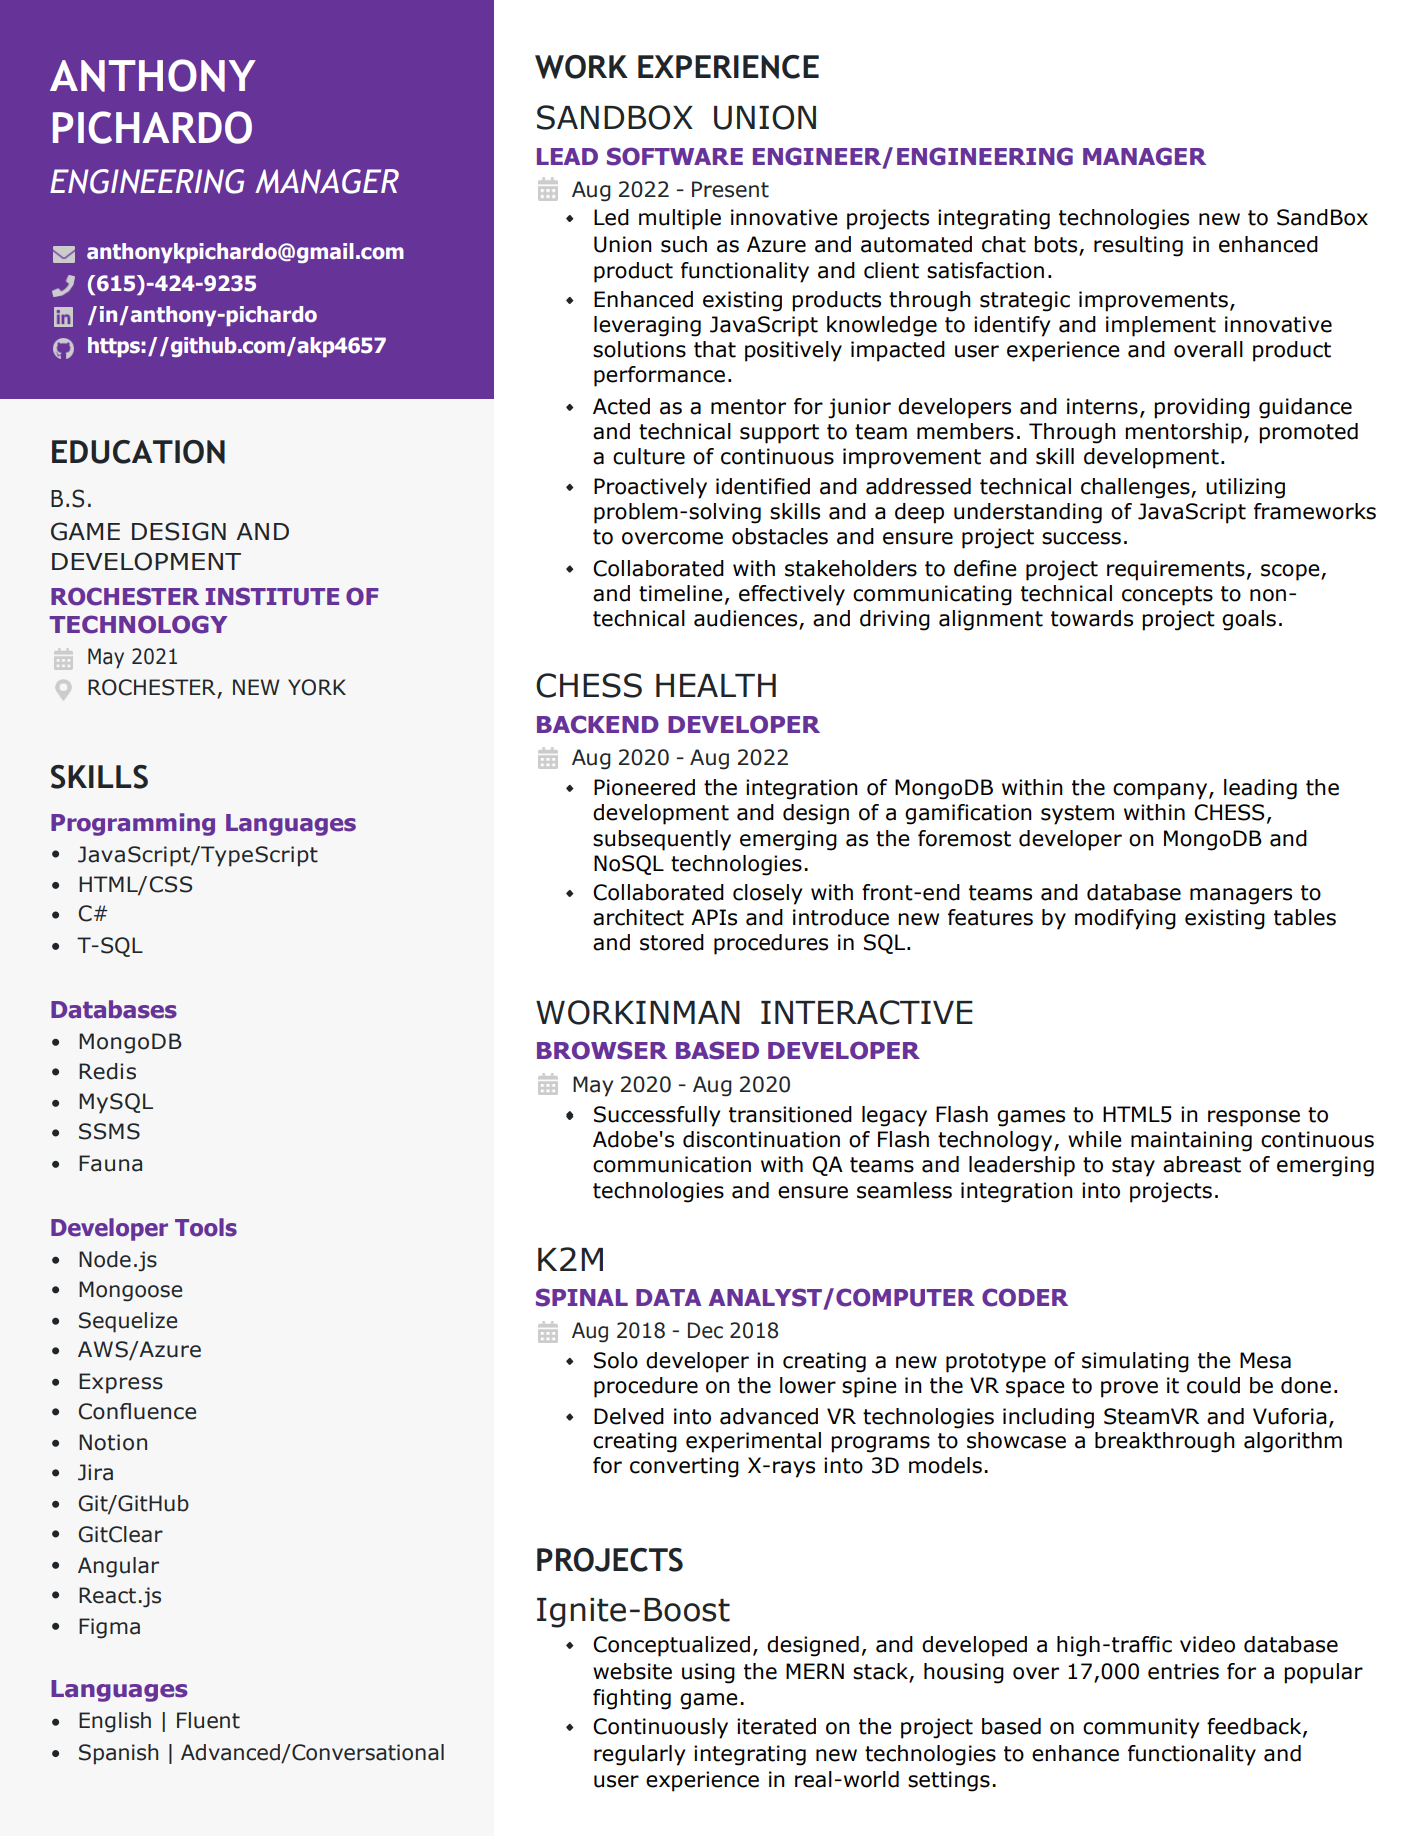 ANTHONY
PICHARDO
ENGINEERING MANAGER
anthonykpichardo@gmail.com
(615)-424-9235
/in/anthony-pichardo
https://github.com/akp4657
EDUCATION
B.S.
GAME DESIGN AND
DEVELOPMENT
ROCHESTER INSTITUTE OF
TECHNOLOGY
May 2021
ROCHESTER, NEW YORK
SKILLS
Programming Languages
• JavaScript/TypeScript
• HTML/CSS
• C#
• T-SQL
Databases
• MongoDB
• Redis
• MySQL
• SSMS
• Fauna
Developer Tools
• Node.js
• Mongoose
• Sequelize
• AWS/Azure
• Express
• Confluence
• Notion
• Jira
• Git/GitHub
• GitClear
• Angular
• React.js
• Figma
Languages
• English | Fluent
• Spanish | Advanced/Conversational
WORK EXPERIENCE
SANDBOX UNION
LEAD SOFTWARE ENGINEER/ENGINEERING MANAGER
Aug 2022 - Present
• Led multiple innovative projects integrating technologies new to SandBox
Union such as Azure and automated chat bots, resulting in enhanced
product functionality and client satisfaction.
• Enhanced existing products through strategic improvements,
leveraging JavaScript knowledge to identify and implement innovative
solutions that positively impacted user experience and overall product
performance.
• Acted as a mentor for junior developers and interns, providing guidance
and technical support to team members. Through mentorship, promoted
a culture of continuous improvement and skill development.
• Proactively identified and addressed technical challenges, utilizing
problem-solving skills and a deep understanding of JavaScript frameworks
to overcome obstacles and ensure project success.
• Collaborated with stakeholders to define project requirements, scope,
and timeline, effectively communicating technical concepts to non-
technical audiences, and driving alignment towards project goals.
CHESS HEALTH
BACKEND DEVELOPER
Aug 2020 - Aug 2022
• Pioneered the integration of MongoDB within the company, leading the
development and design of a gamification system within CHESS,
subsequently emerging as the foremost developer on MongoDB and
NoSQL technologies.
• Collaborated closely with front-end teams and database managers to
architect APIs and introduce new features by modifying existing tables
and stored procedures in SQL.
WORKINMAN INTERACTIVE
BROWSER BASED DEVELOPER
May 2020 - Aug 2020
• Successfully transitioned legacy Flash games to HTML5 in response to
Adobe's discontinuation of Flash technology, while maintaining continuous
communication with QA teams and leadership to stay abreast of emerging
technologies and ensure seamless integration into projects.
K2M
SPINAL DATA ANALYST/COMPUTER CODER
Aug 2018 - Dec 2018
• Solo developer in creating a new prototype of simulating the Mesa
procedure on the lower spine in the VR space to prove it could be done.
• Delved into advanced VR technologies including SteamVR and Vuforia,
creating experimental programs to showcase a breakthrough algorithm
for converting X-rays into 3D models.
PROJECTS
Ignite-Boost
• Conceptualized, designed, and developed a high-traffic video database
website using the MERN stack, housing over 17,000 entries for a popular
fighting game.
• Continuously iterated on the project based on community feedback,
regularly integrating new technologies to enhance functionality and
user experience in real-world settings.